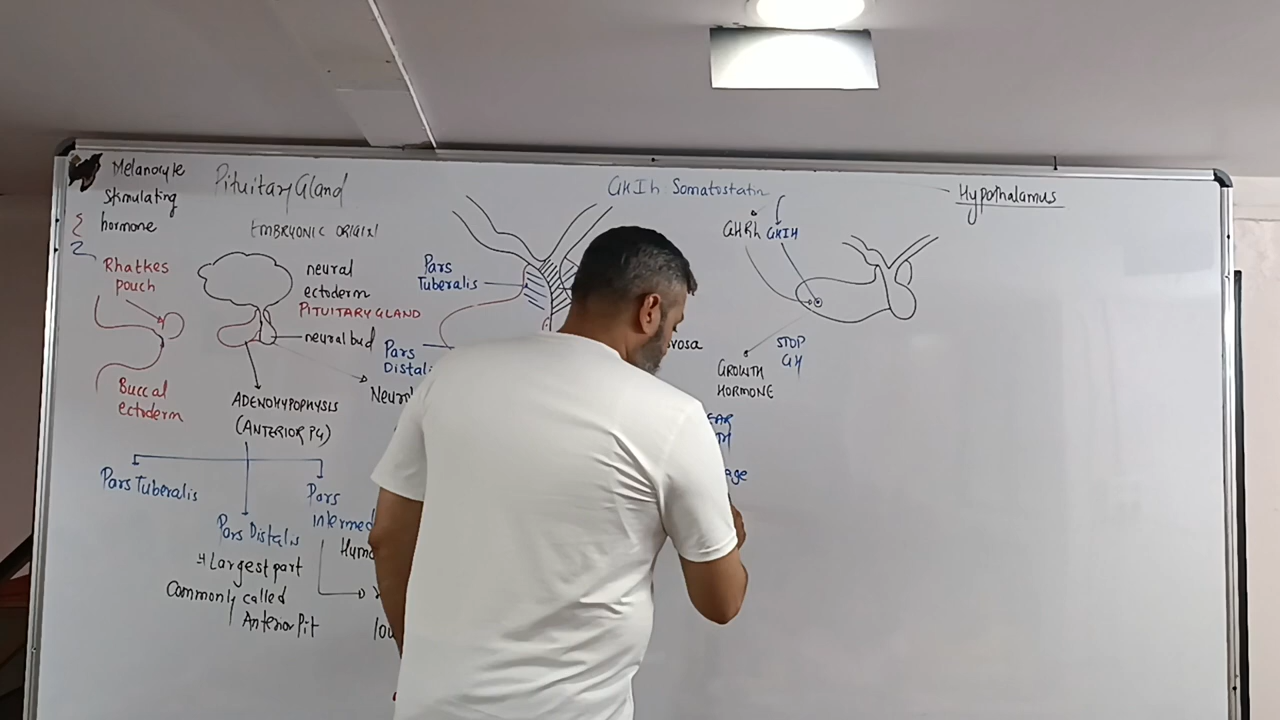 Melanocyte
Stimulating
hormone
Pituitary Gland
EMBRYONIC ORIGIN
Rhatkes
pouch
neural
ectoderm
PITUITARY GLAND
neural bud
Buccal
ectoderm
ADENOHYPOPHYSIS
(ANTERIOR PG)
Pars Tuberalis
Pars Distalis
Largest part
Commonly called
Anterior Pit
Pars
Pars
Tuberalis
Pars
GHIh Somatostatin
GHRh GHIH
STOP
GH
GROWTH
HORMONE
Hypothalamus